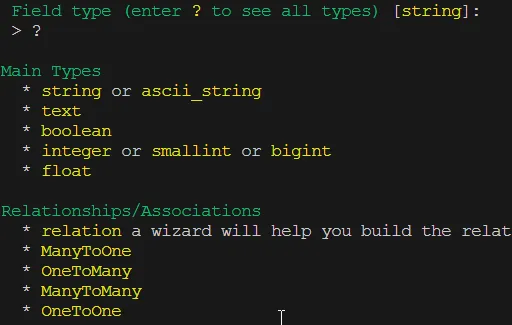 Field type (enter ? to see all types) [string]:
> ?
Main Types
* string or ascii_string
* text
* boolean
* integer or smallint or bigint
* float
Relationships/Associations
* relation a wizard will help you build the relat
* ManyToOne
* OneToMany
* ManyToMany
* OneToOne